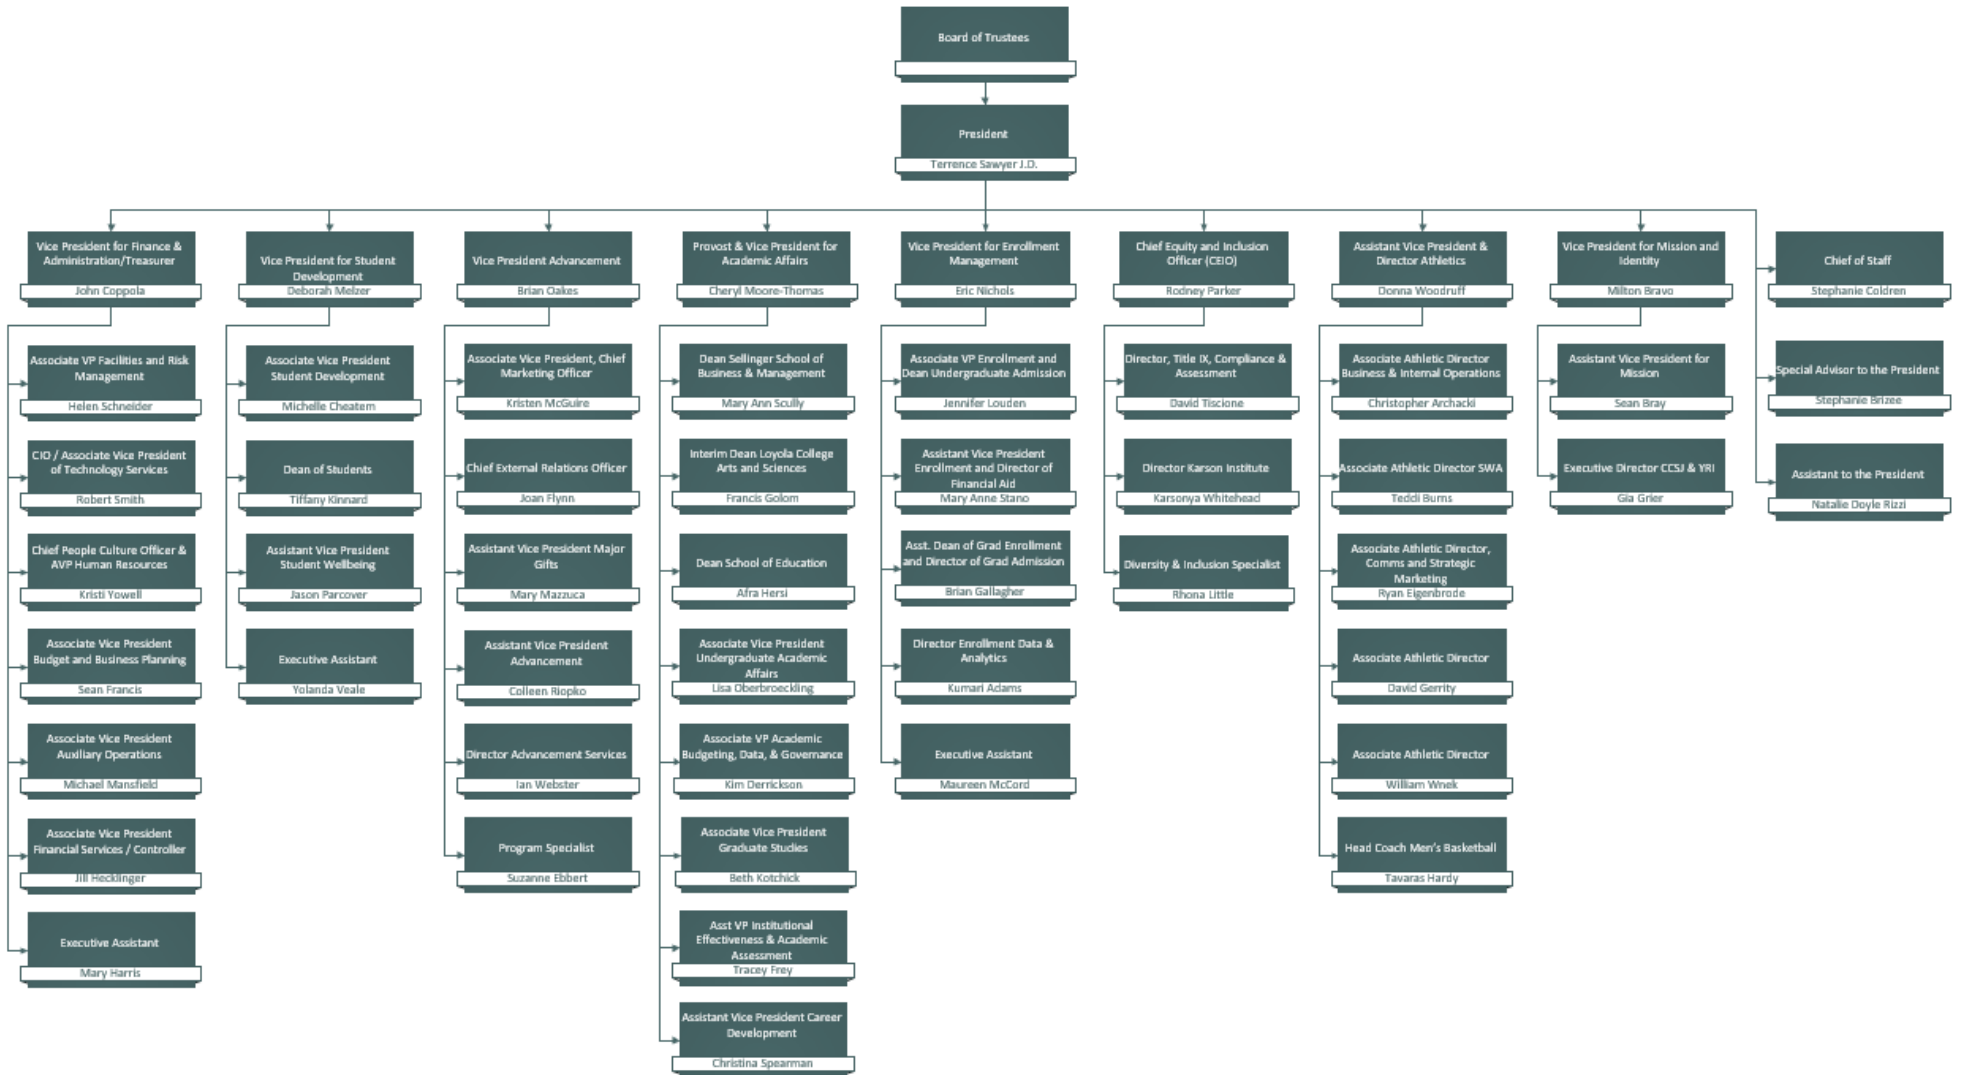 Board of Trustees
President
Terrence Sawyer J.D.
Vice President for Finance &
Administration/Treasurer
John Coppola
Vice President for Student
Development
Deborah Melzer
Vice President Advancement
Brian Oakes
Provost & Vice President for
Academic Affairs
Cheryl Moore-Thomas
Vice President for Enrollment
Management
Eric Nichols
Chief Equity and Inclusion
Officer (CEIO)
Rodney Parker
Assistant Vice President &
Director Athletics
Donna Woodruff
Vice President for Mission and
Identity
Milton Bravo
Chief of Staff
Stephanie Coldren
Associate VP Facilities and Risk
Management
Helen Schneider
CIO / Associate Vice President
of Technology Services
Robert Smith
Chief People Culture Officer &
AVP Human Resources
Kristi Yowell
Associate Vice President
Budget and Business Planning
Sean Francis
Associate Vice President
Auxiliary Operations
Michael Mansfield
Associate Vice President
Financial Services / Controller
Jill Hecklinger
Executive Assistant
Mary Harris
Associate Vice President
Student Development
Michelle Cheatem
Dean of Students
Tiffany Kinnard
Assistant Vice President
Student Wellbeing
Jason Parcover
Executive Assistant
Yolanda Veale
Associate Vice President, Chief
Marketing Officer
Kristen McGuire
Chief External Relations Officer
Joan Flynn
Assistant Vice President Major
Gifts
Mary Mazzuca
Assistant Vice President
Advancement
Colleen Riopko
Director Advancement Services
Ian Webster
Program Specialist
Suzanne Ebbert
Dean Sellinger School of
Business & Management
Mary Ann Scully
Interim Dean Loyola College
Arts and Sciences
Francis Golom
Dean School of Education
Afra Hersi
Associate Vice President
Undergraduate Academic
Affairs
Lisa Oberbroeckling
Associate VP Academic
Budgeting, Data, & Governance
Kim Derrickson
Associate Vice President
Graduate Studies
Beth Kotchick
Asst VP Institutional
Effectiveness & Academic
Assessment
Tracey Frey
Assistant Vice President Career
Development
Christina Spearman
Associate VP Enrollment and
Dean Undergraduate Admission
Jennifer Louden
Assistant Vice President
Enrollment and Director of
Financial Aid
Mary Anne Stano
Asst. Dean of Grad Enrollment
and Director of Grad Admission
Brian Gallagher
Director Enrollment Data &
Analytics
Kumari Adams
Executive Assistant
Maureen McCord
Director, Title IX, Compliance &
Assessment
David Tiscione
Director Karson Institute
Karsonya Whitehead
Diversity & Inclusion Specialist
Rhona Little
Associate Athletic Director
Business & Internal Operations
Christopher Archacki
Associate Athletic Director SWA
Teddi Burns
Associate Athletic Director,
Comms and Strategic
Marketing
Ryan Eigenbrode
Associate Athletic Director
David Gerrity
Associate Athletic Director
William Wnek
Head Coach Men's Basketball
Tavaras Hardy
Assistant Vice President for
Mission
Sean Bray
Executive Director CCSJ & YRI
Gia Grier
Special Advisor to the President
Stephanie Brizee
Assistant to the President
Natalie Doyle Rizzi